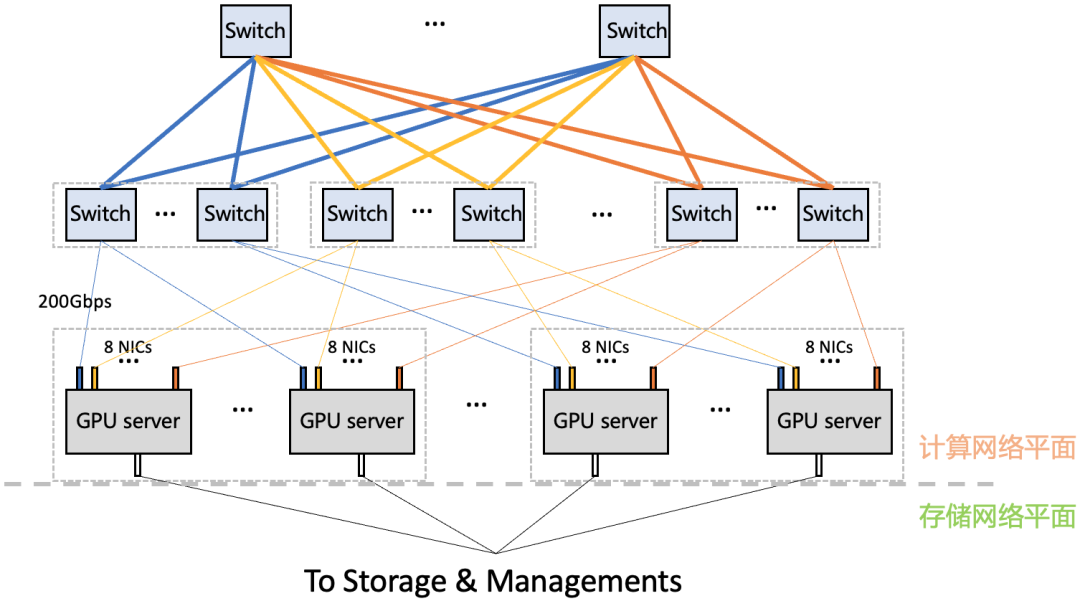 Switch
...
Switch
Switch
...
Switch
Switch
...
Switch
...
Switch
...
Switch
200Gbps
8 NICs
...
8 NICs
...
8 NICs
...
8 NICs
...
GPU server
...
GPU server
...
GPU server
...
GPU server
计算网络平面
存储网络平面
To Storage & Managements